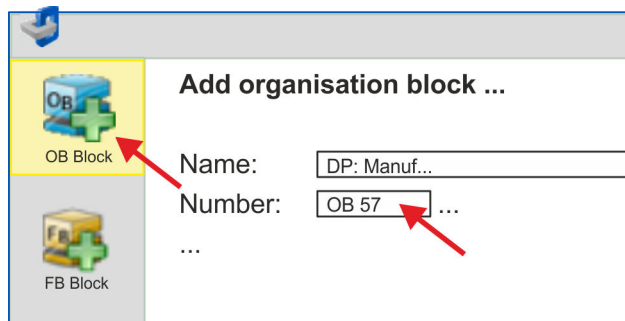 Add organisation block ...
OB
OB Block
Name: DP: Manuf...
Number: OB 57 ...
...
FB
FB Block